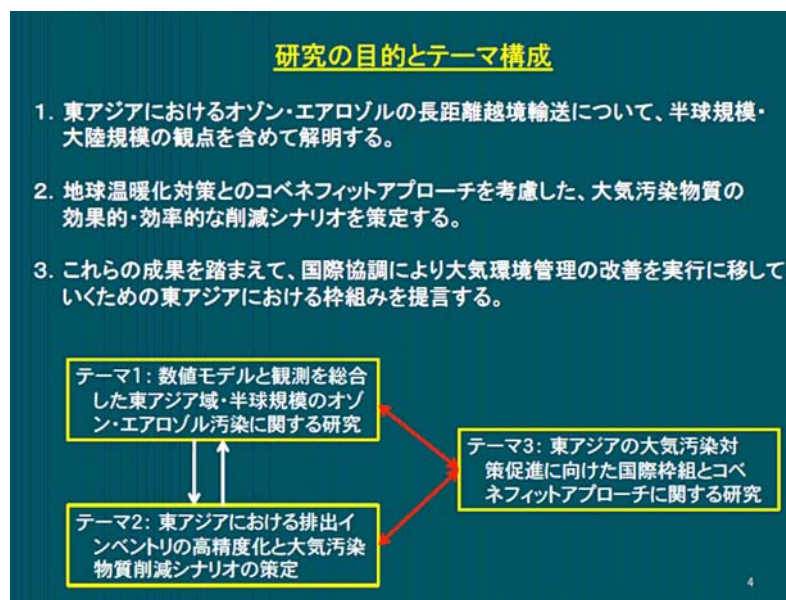 研究の目的とテーマ構成
1．東アジアにおけるオゾン・エアロゾルの長距離越境輸送について、半球規模・
大陸規模の観点を含めて解明する。
2．地球温暖化対策とのコベネフィットアプローチを考慮した、大気汚染物質の
効果的・効率的な削減シナリオを策定する。
3．これらの成果を踏まえて、国際協調により大気環境管理の改善を実行に移して
いくための東アジアにおける枠組みを提言する。
テーマ1：数値モデルと観測を総合
した東アジア域・半球規模のオゾ
ン・エアロゾル汚染に関する研究
テーマ3：東アジアの大気汚染対
策促進に向けた国際枠組とコベ
ネフィットアプローチに関する研究
テーマ2：東アジアにおける排出イ
ンベントリの高精度化と大気汚染
物質削減シナリオの策定
4